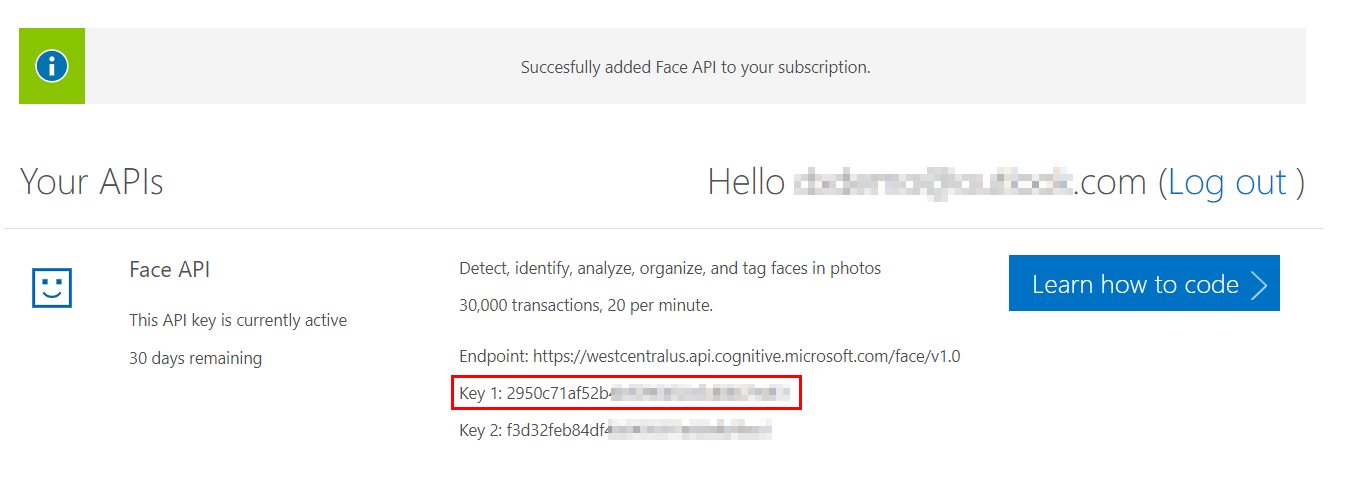 Succesfully added Face API to your subscription.
Your APIs
Hello .com (Log out )
Face API
This API key is currently active
30 days remaining
Detect, identify, analyze, organize, and tag faces in photos
30,000 transactions, 20 per minute.
Endpoint: https://westcentralus.api.cognitive.microsoft.com/face/v1.0
Key 1: 2950c71af52b
Key 2: f3d32feb84df
Learn how to code